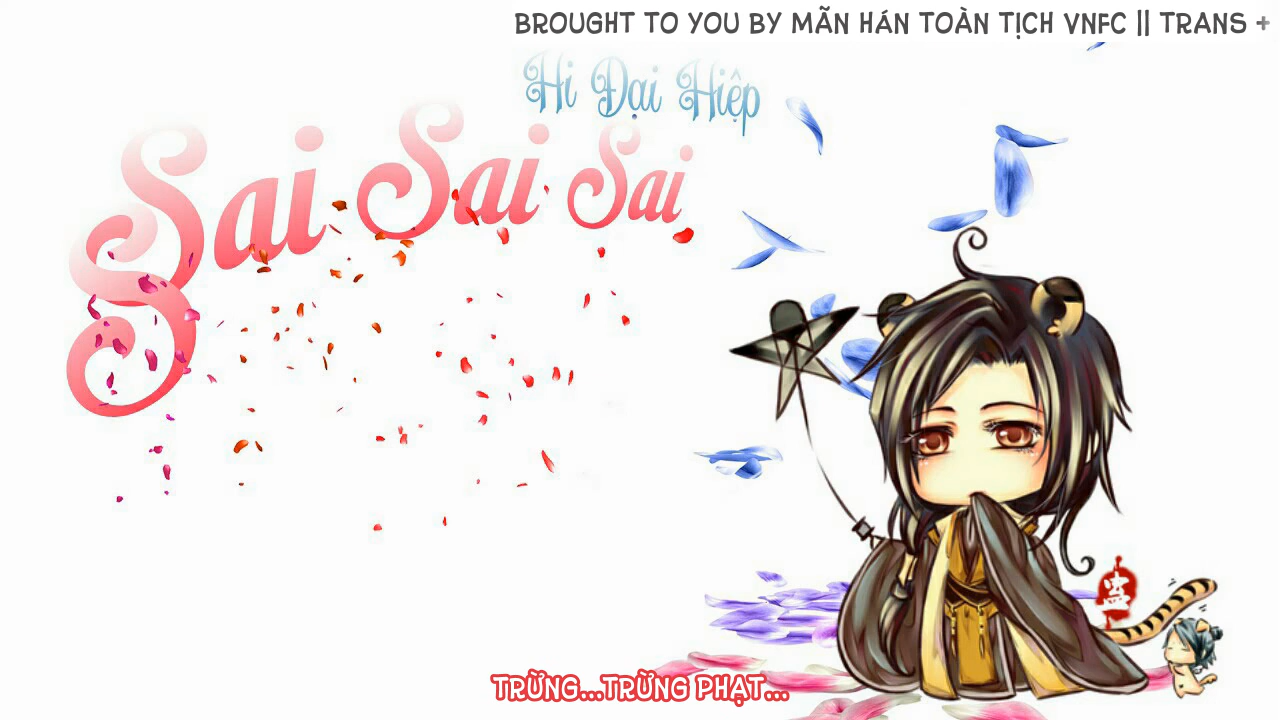 BROUGHT TO YOU BY MÃN HÁN TOÀN TỊCH VNFC || TRANS +
Hi Đại Hiệp
Sai Sai Sai
TRỪNG...TRỪNG PHẠT...